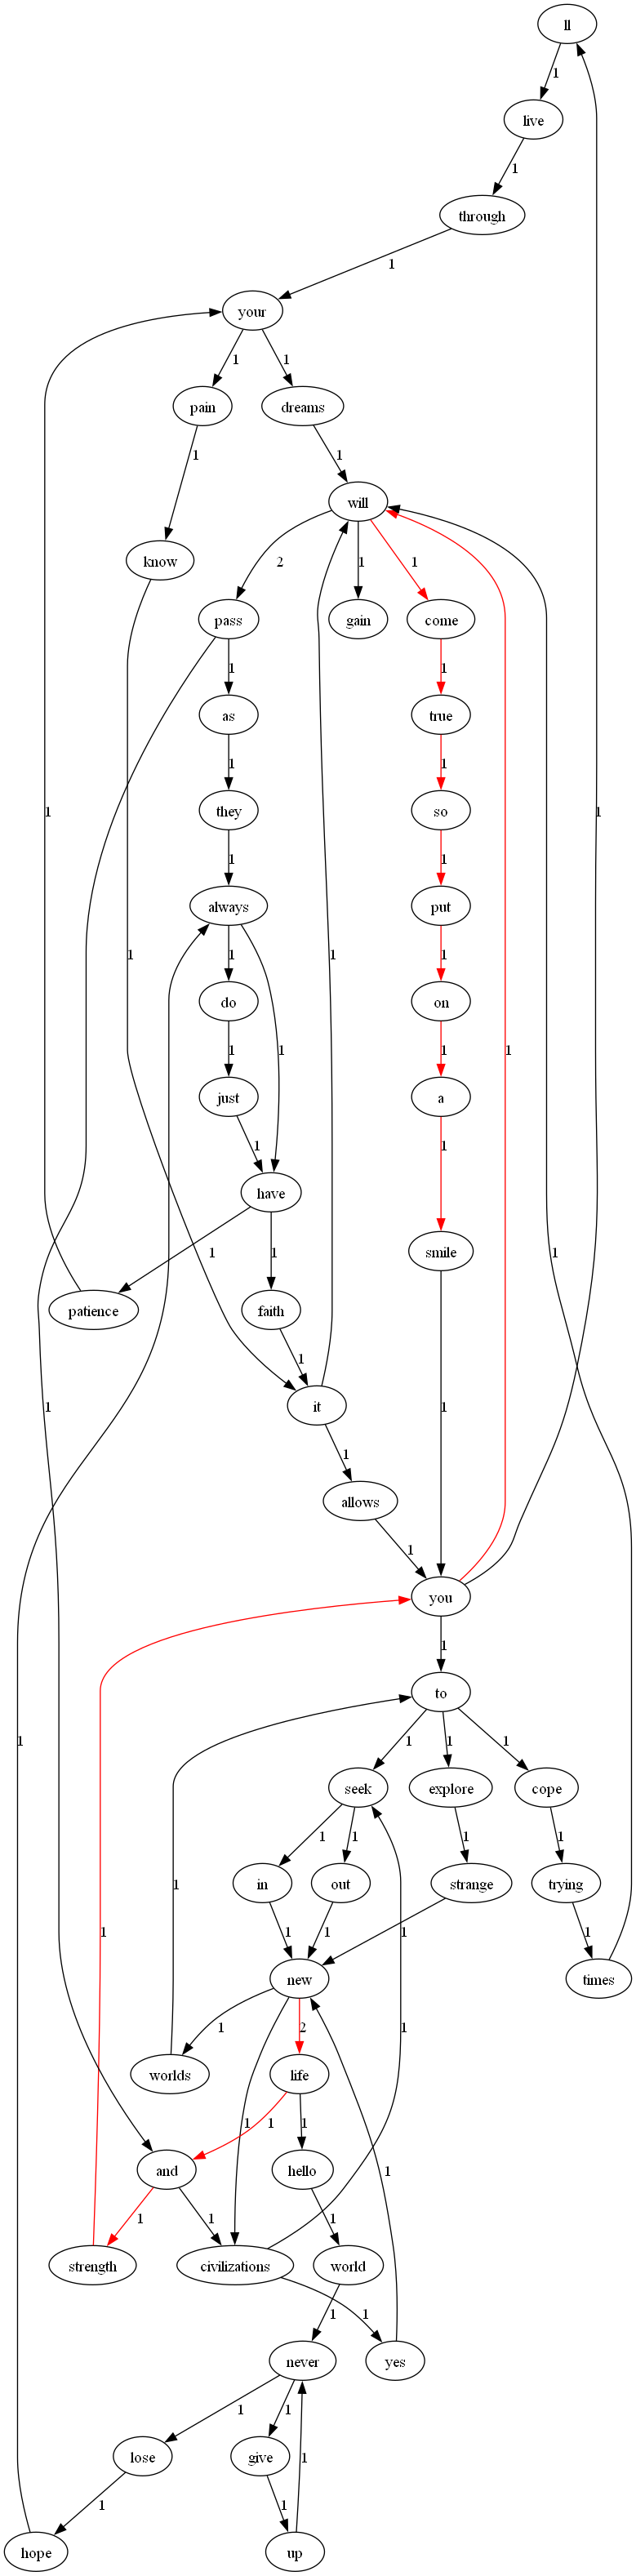 ll
1
live
1
through
1
your
1 1
pain dreams
1 1
will
know 2 1 1
pass gain come
1 1
as true
1 1
they so
1 1 1
always put
1 1 1 1
do on
1 1 1 1
just a
1 1
have
1 1 smile
patience faith
1
it
1 1
allows
1
you
1 1
to
1 1 1
seek explore cope
1 1 1 1
in out strange trying
1 1 1 1 1
new times
1 2 1
worlds life
1 1 1 1
and hello
1 1 1 1
strength civilizations world
1 1
never yes
1 1
lose give
1 1 1
hope up